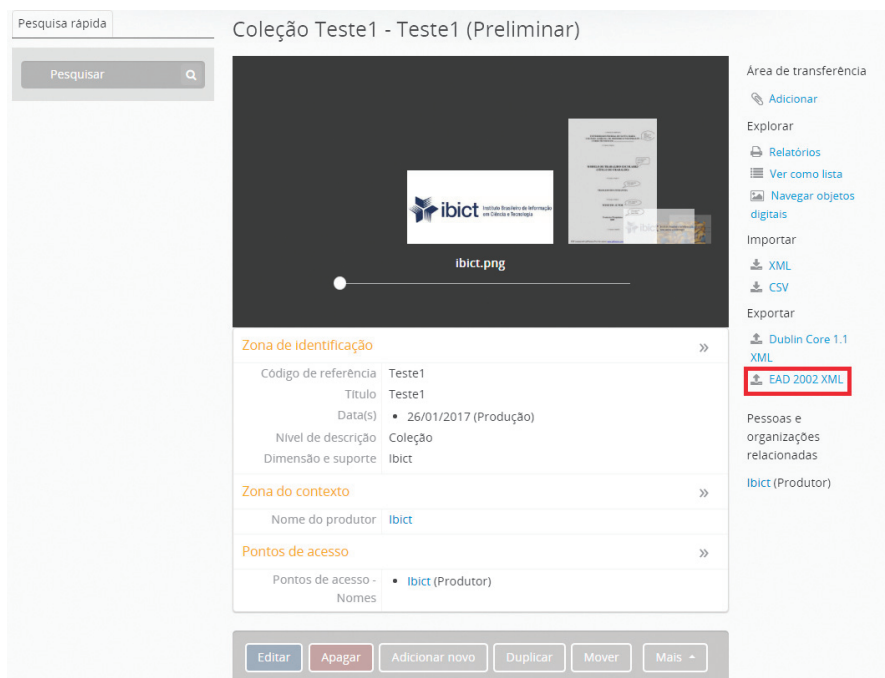 Pesquisa rápida
Pesquisar
Coleção Teste1 - Teste1 (Preliminar)
ibict Instituto Brasileiro de Informação
em Ciência e Tecnologia
ibict.png
Zona de identificação »
Código de referência Teste1
Título Teste1
Data(s) • 26/01/2017 (Produção)
Nível de descrição Coleção
Dimensão e suporte Ibict
Zona do contexto »
Nome do produtor Ibict
Pontos de acesso »
Pontos de acesso - • Ibict (Produtor)
Nomes
Editar Apagar Adicionar novo Duplicar Mover Mais
Área de transferência
Adicionar
Explorar
Relatórios
Ver como lista
Navegar objetos
digitais
Importar
XML
CSV
Exportar
Dublin Core 1.1
XML
EAD 2002 XML
Pessoas e
organizações
relacionadas
Ibict (Produtor)